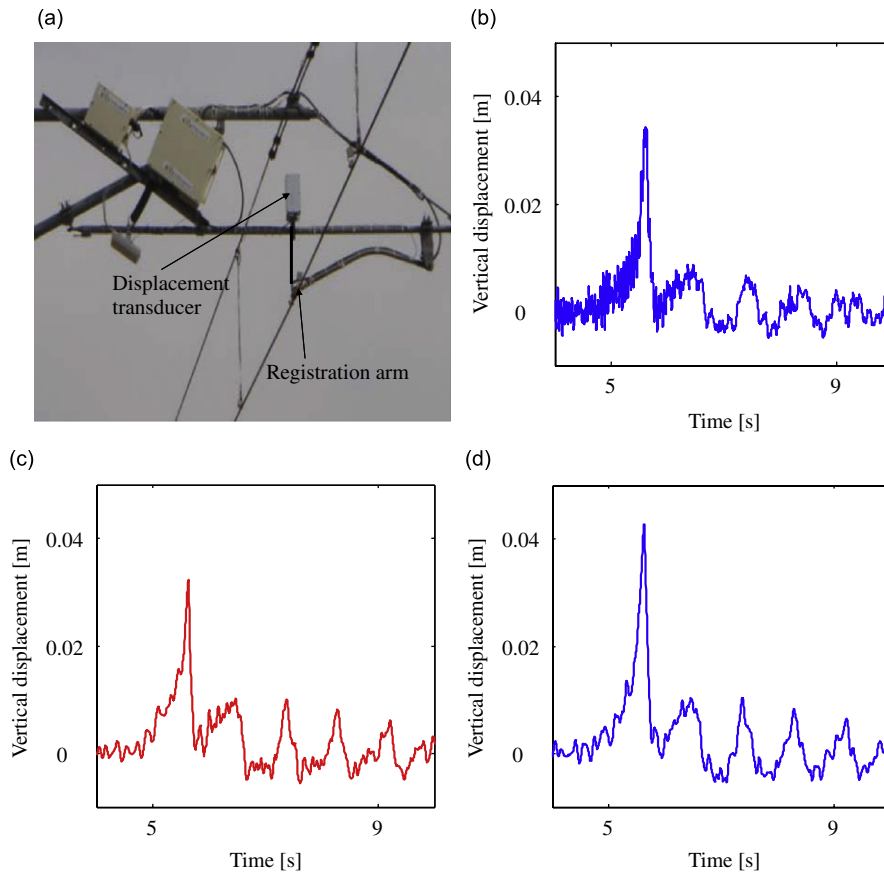 (a)
Displacement
transducer
Registration arm
(b)
Vertical displacement [m]
0.04
0.02
0
5
9
Time [s]
(c)
Vertical displacement [m]
0.04
0.02
0
5
9
Time [s]
(d)
Vertical displacement [m]
0.04
0.02
0
5
9
Time [s]